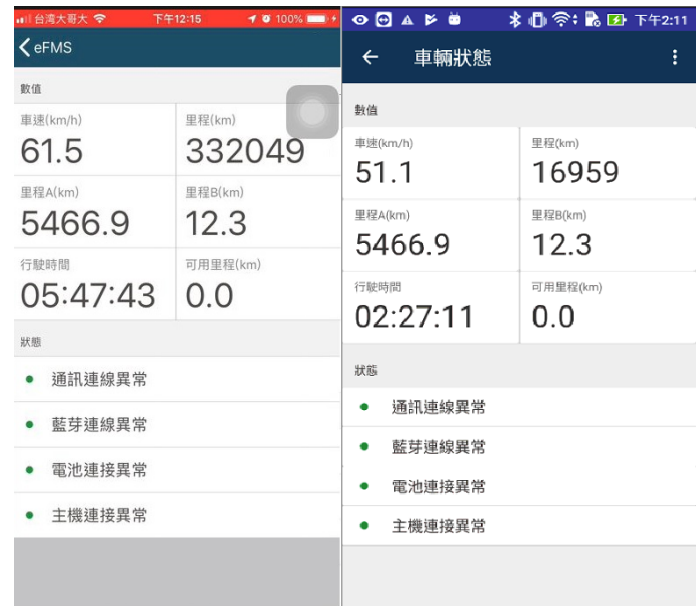 台湾大哥大 下午12:15 100%
eFMS
數值
車速(km/h) 里程(km)
61.5 332049
里程A(km) 里程B(km)
5466.9 12.3
行駛時間 可用里程(km)
05:47:43 0.0
狀態
通訊連線異常
藍芽連線異常
電池連接異常
主機連接異常
下午2:11
車輛狀態
數值
車速(km/h) 里程(km)
51.1 16959
里程A(km) 里程B(km)
5466.9 12.3
行駛時間 可用里程(km)
02:27:11 0.0
狀態
通訊連線異常
藍芽連線異常
電池連接異常
主機連接異常